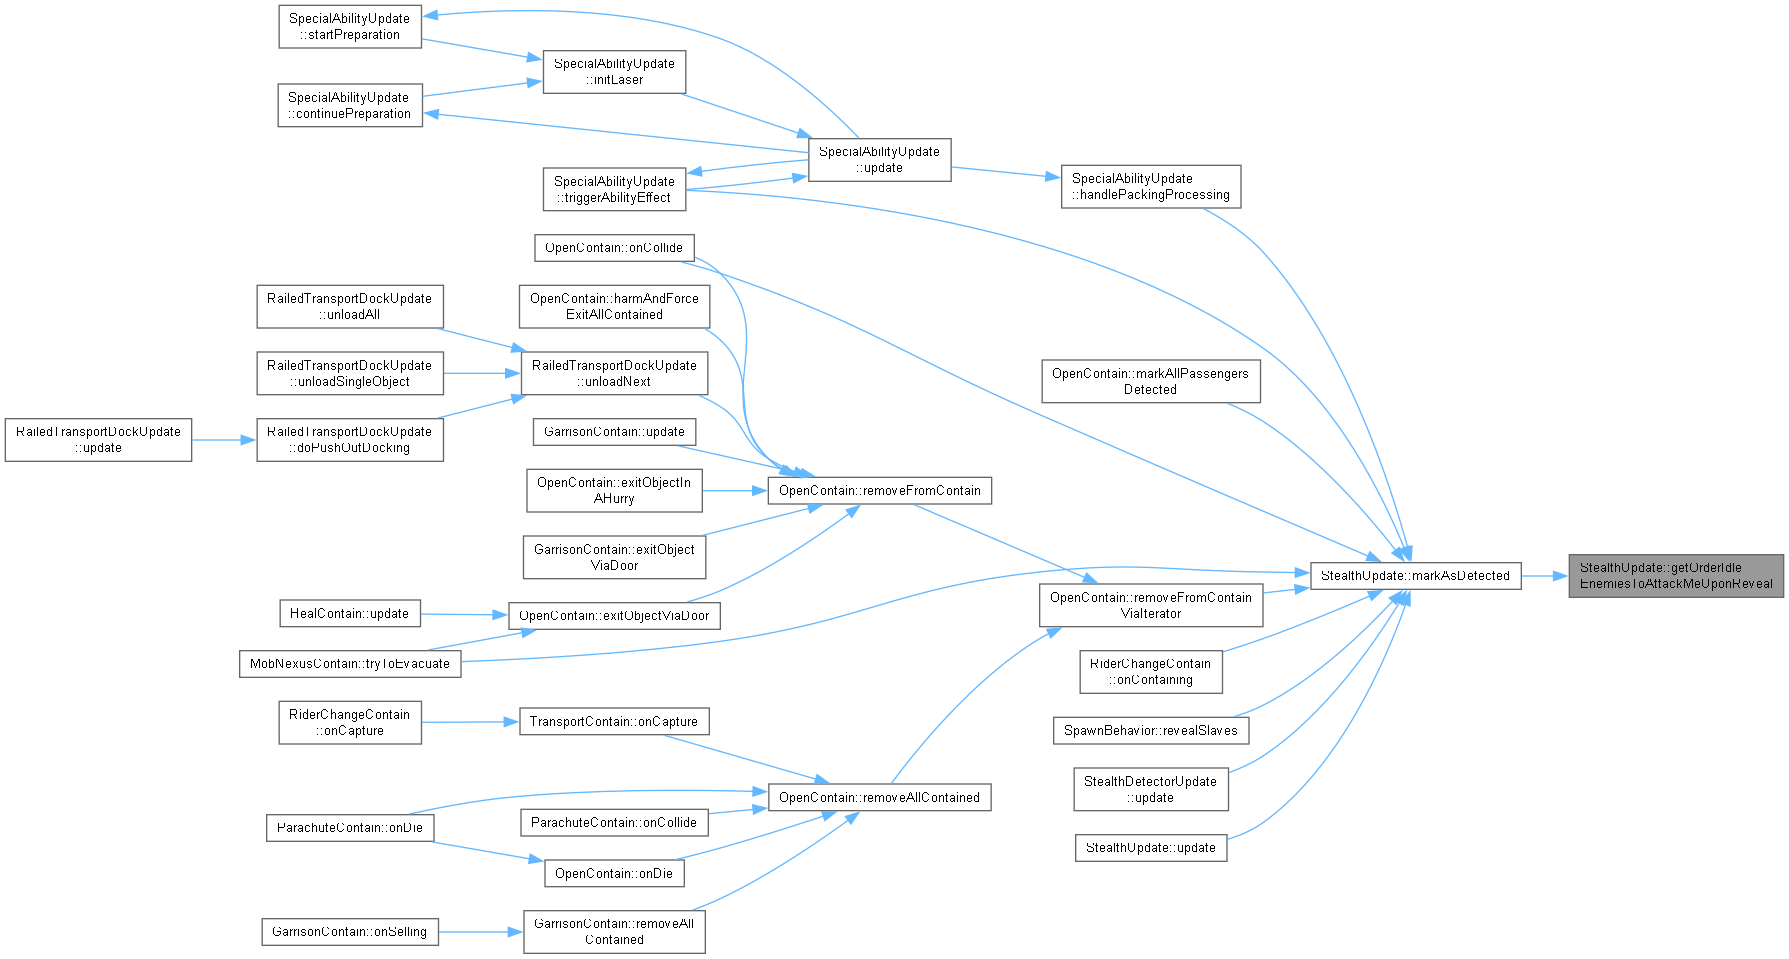 SpecialAbilityUpdate
::startPreparation
SpecialAbilityUpdate
::initLaser
SpecialAbilityUpdate
::continuePreparation
SpecialAbilityUpdate
::update
SpecialAbilityUpdate
::triggerAbilityEffect
SpecialAbilityUpdate
::handlePackingProcessing
OpenContain::onCollide
RailedTransportDockUpdate
::unloadAll
OpenContain::harmAndForce
ExitAllContained
RailedTransportDockUpdate
::unloadSingleObject
RailedTransportDockUpdate
::unloadNext
OpenContain::markAllPassengers
Detected
RailedTransportDockUpdate
::update
RailedTransportDockUpdate
::doPushOutDocking
GarrisonContain::update
OpenContain::exitObjectIn
AHurry
OpenContain::removeFromContain
GarrisonContain::exitObject
ViaDoor
StealthUpdate::markAsDetected
StealthUpdate::getOrderIdle
EnemiesToAttackMeUponReveal
HealContain::update
OpenContain::exitObjectViaDoor
OpenContain::removeFromContain
ViaIterator
MobNexusContain::tryToEvacuate
RiderChangeContain
::onContaining
RiderChangeContain
::onCapture
TransportContain::onCapture
SpawnBehavior::revealSlaves
StealthDetectorUpdate
::update
OpenContain::removeAllContained
ParachuteContain::onDie
ParachuteContain::onCollide
StealthUpdate::update
OpenContain::onDie
GarrisonContain::onSelling
GarrisonContain::removeAll
Contained